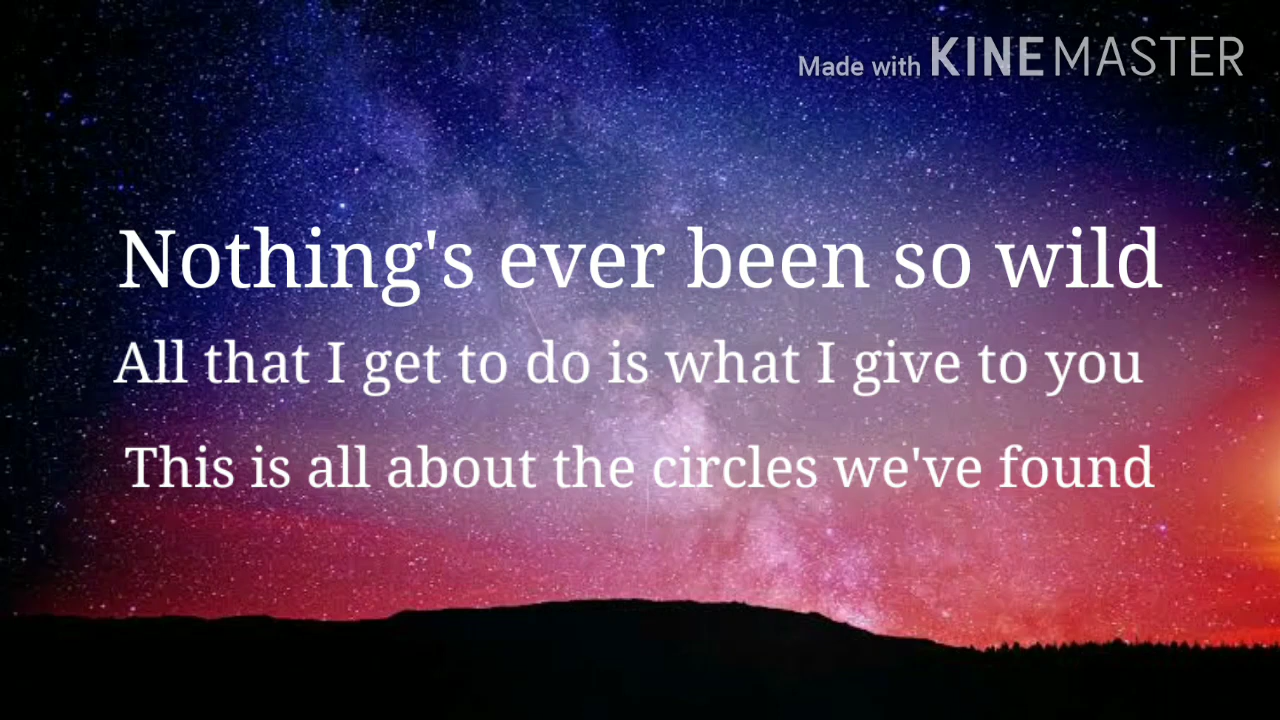 Made with KINEMASTER
Nothing's ever been so wild
All that I get to do is what I give to you
This is all about the circles we've found